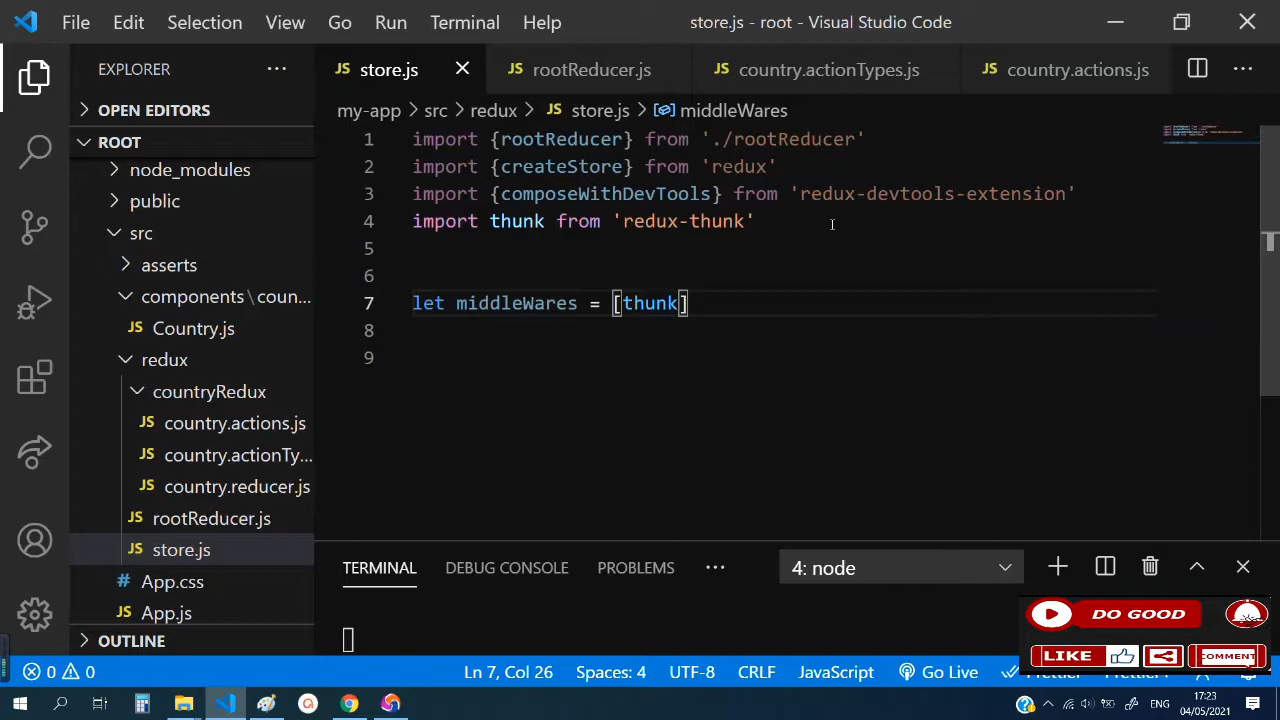 File Edit Selection View Go Run Terminal Help store.js - root - Visual Studio Code
EXPLORER
OPEN EDITORS
ROOT
node_modules
public
src
asserts
components\coun...
Country.js
redux
countryRedux
country.actions.js
country.actionTy...
country.reducer.js
rootReducer.js
store.js
App.css
App.js
OUTLINE
JS store.js JS rootReducer.js JS country.actionTypes.js JS country.actions.js
my-app > src > redux > JS store.js > middleWares
1 import {rootReducer} from './rootReducer'
2 import {createStore} from 'redux'
3 import {composeWithDevTools} from 'redux-devtools-extension'
4 import thunk from 'redux-thunk'
5
6
7 let middleWares = [thunk]
8
9
TERMINAL DEBUG CONSOLE PROBLEMS 4: node
DO GOOD
LIKE COMMENT
0 0 Ln 7, Col 26 Spaces: 4 UTF-8 CRLF JavaScript Go Live
ENG 17:23
04/05/2021